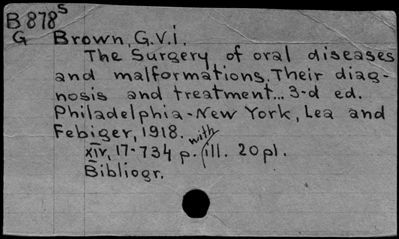 B878S
G Brown, G.V.i.
The Surgery of oral diseases
and malformations. Their diag-
nosis and treatment... 3-d ed.
Philadelphia-New York, Lea and
Febiger, 1918.
XIV, 17-734 p. with ill. 20 pl.
Bibliogr.